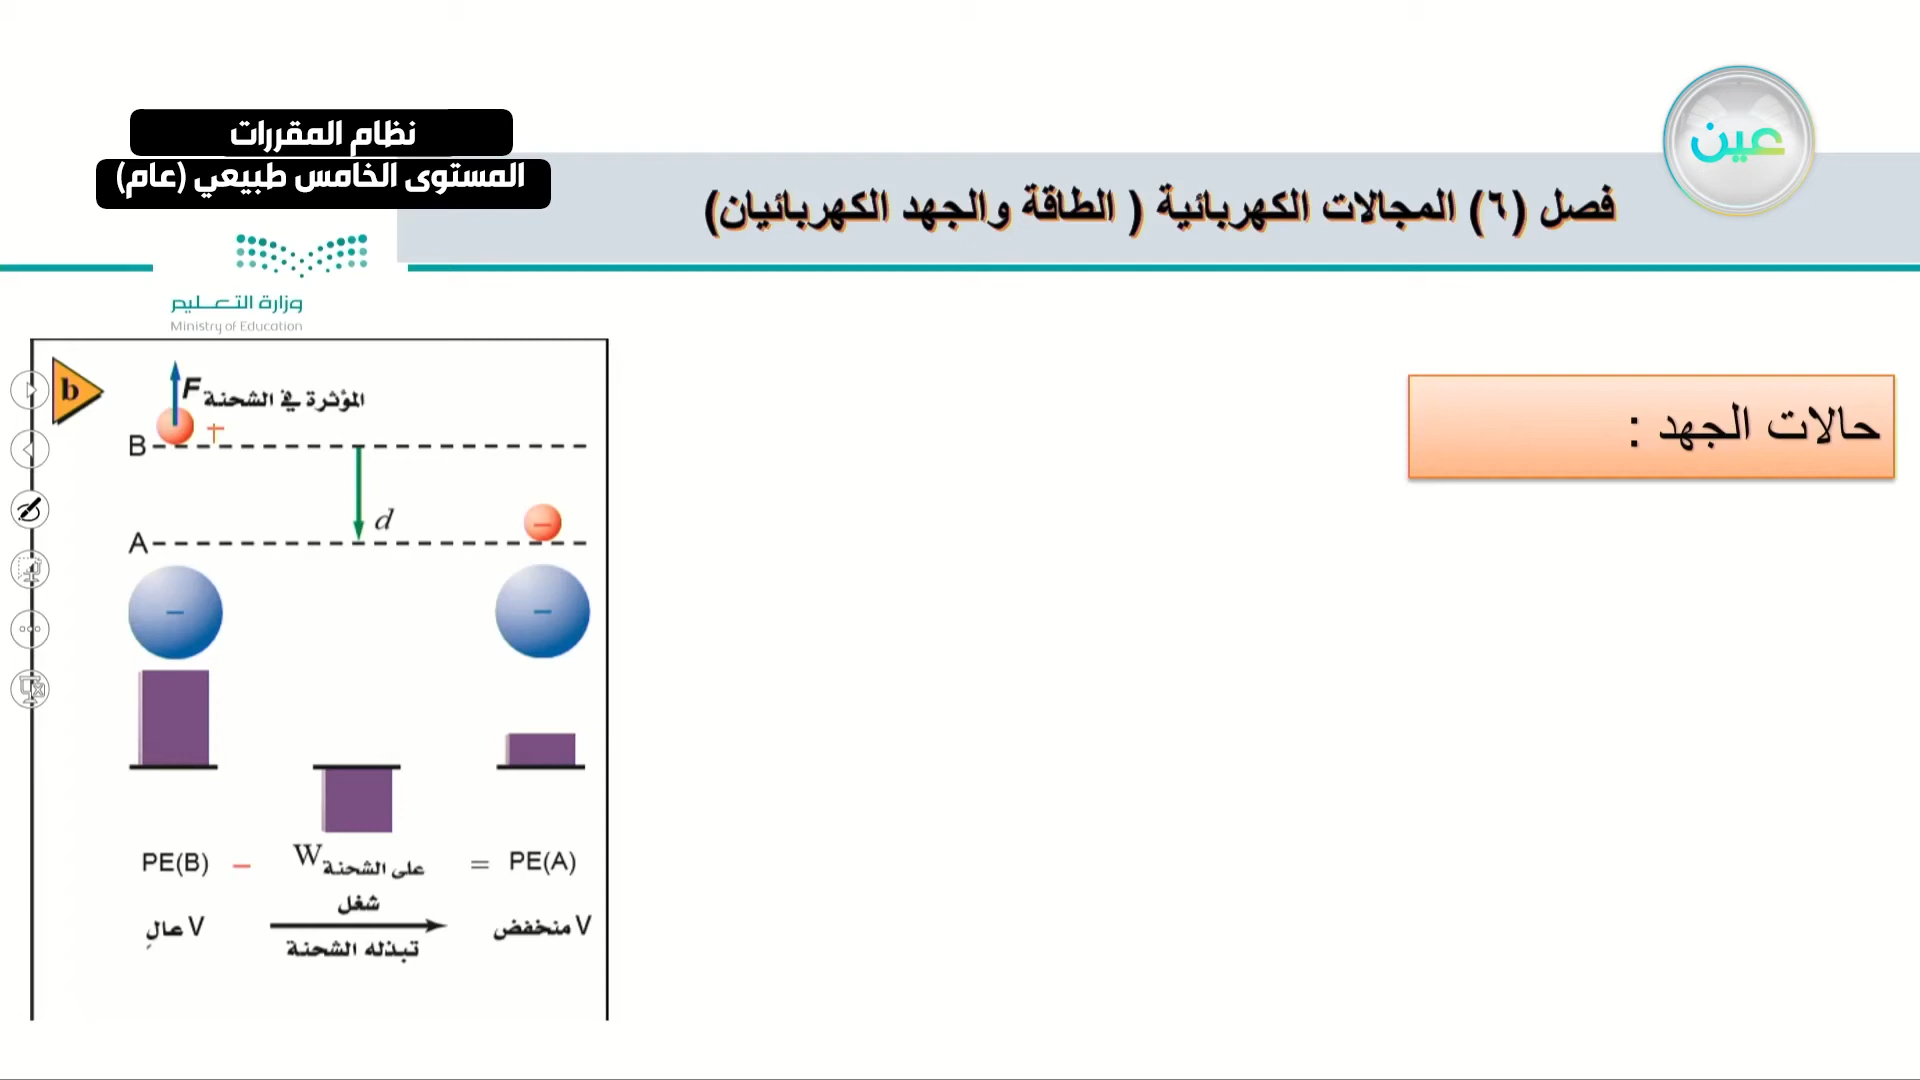 عين
نظام المقررات
المستوى الخامس طبيعي (عام)
فصل (٦) المجالات الكهربائية ( الطاقة والجهد الكهربائيان)
وزارة التعليم
Ministry of Education
حالات الجهد :
b
F المؤثرة في الشحنة
+
B
d
A
−
− −
PE(B) − W على الشحنة = PE(A)
شغل
V عالٍ
V منخفض
تبذله الشحنة